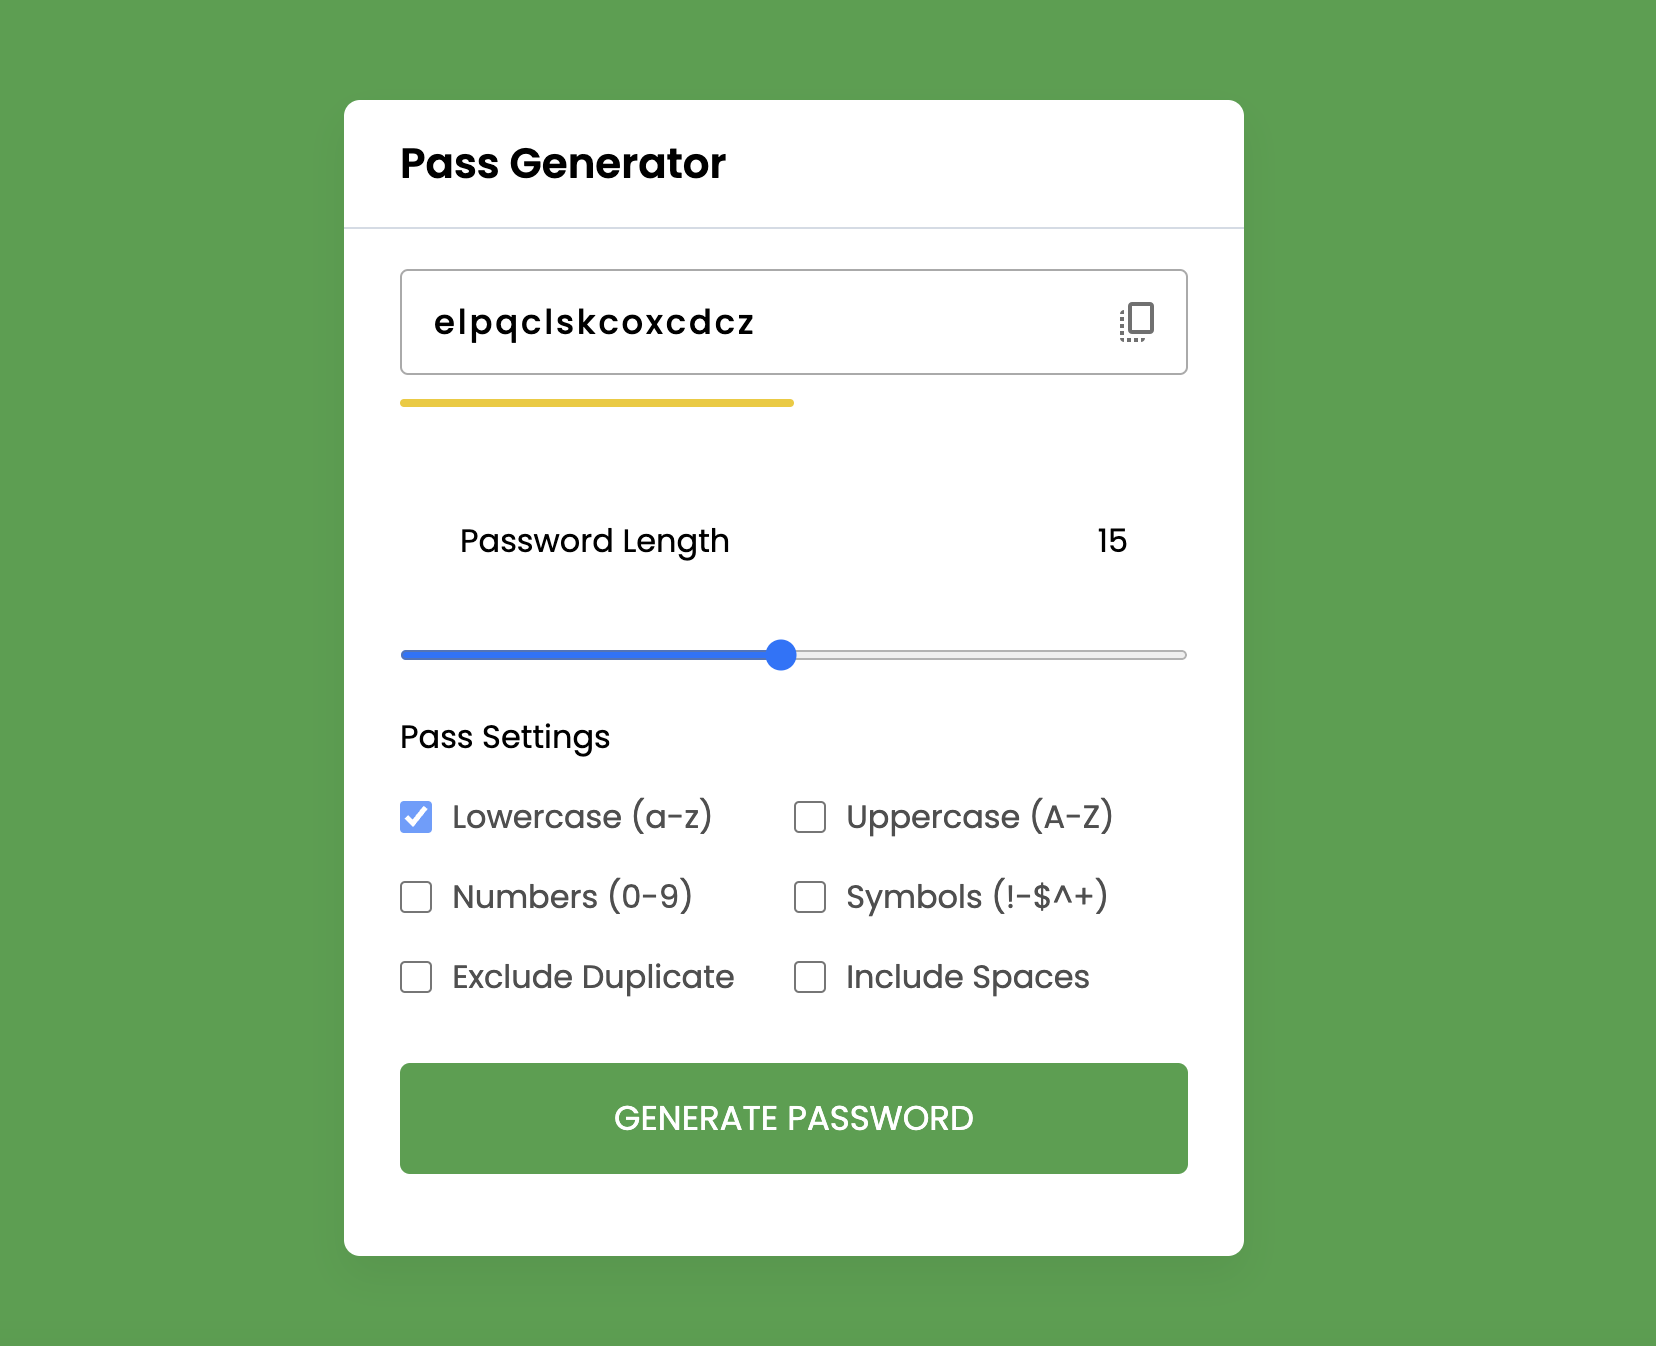 Pass Generator
elpqclskcoxcdcz
Password Length 15
Pass Settings
Lowercase (a-z) Uppercase (A-Z)
Numbers (0-9) Symbols (!-$^+)
Exclude Duplicate Include Spaces
GENERATE PASSWORD